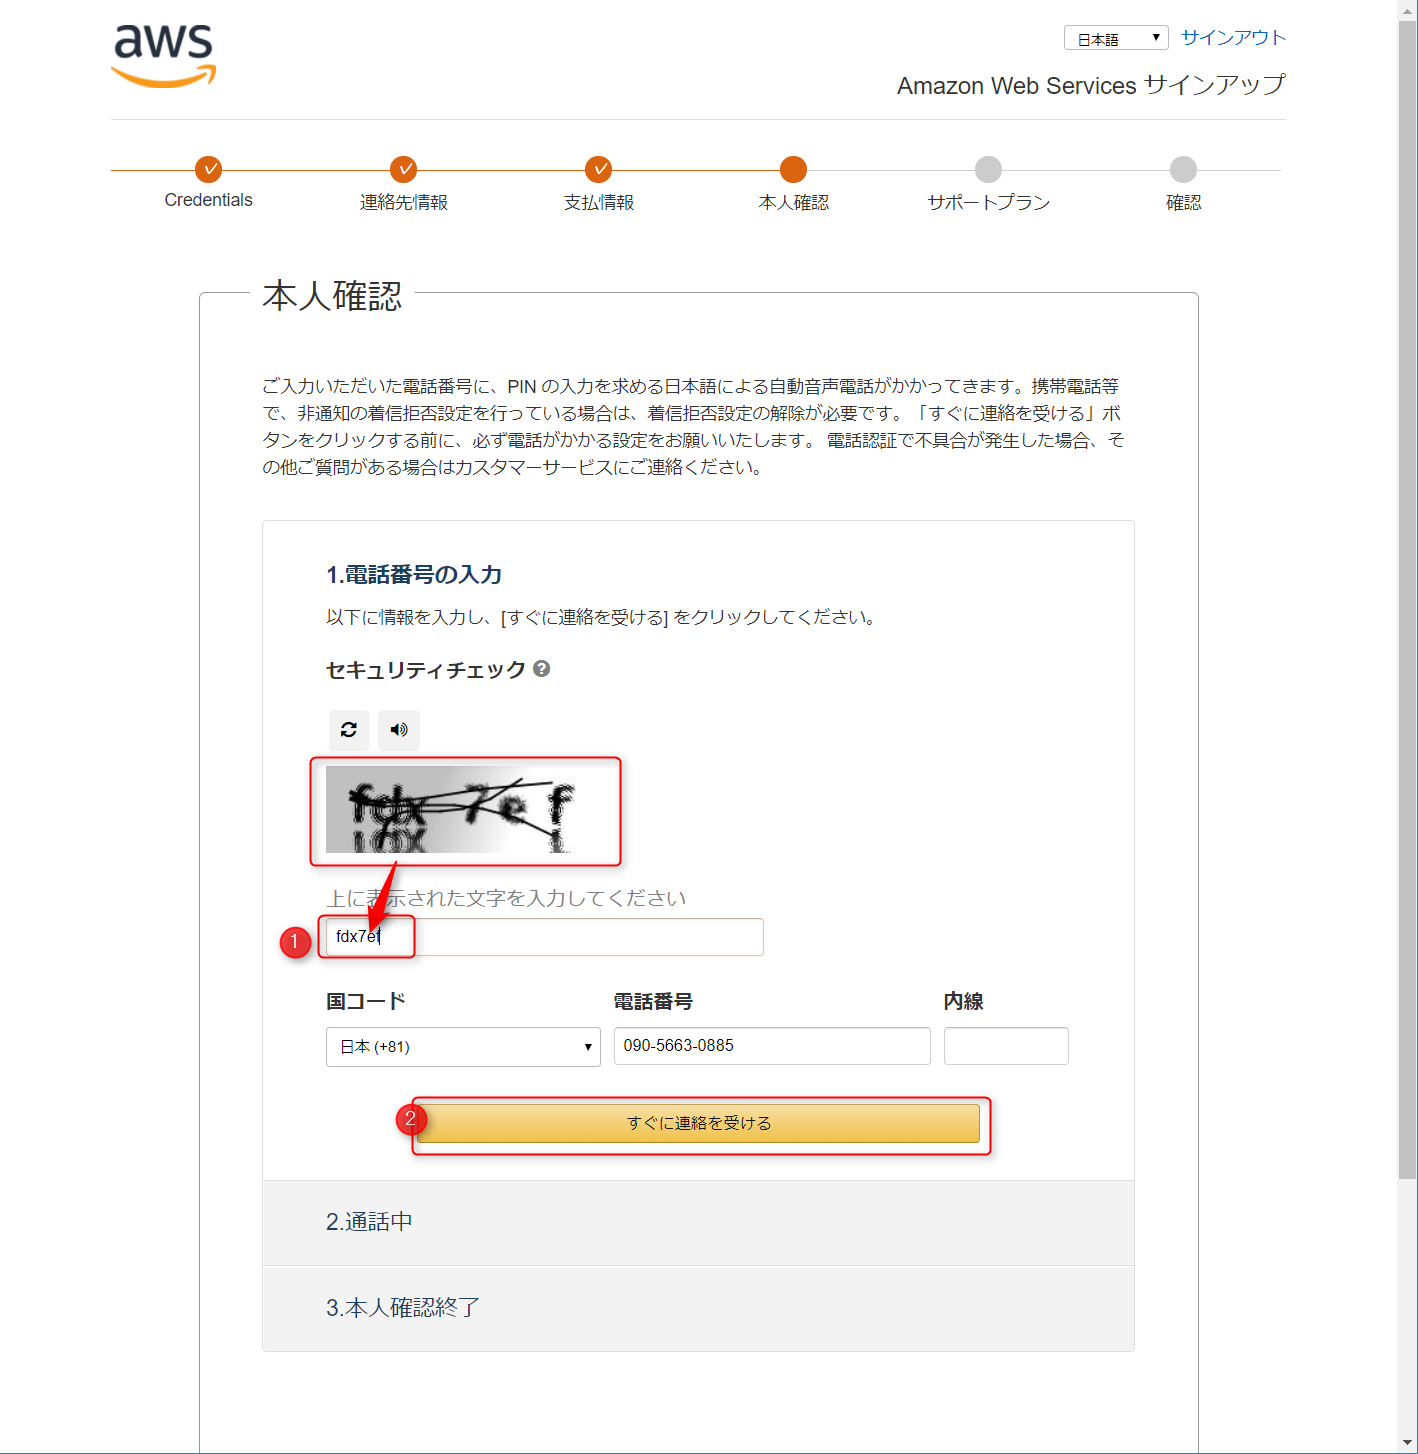 aws
日本語
サインアウト
Amazon Web Services サインアップ
Credentials
連絡先情報
支払情報
本人確認
サポートプラン
確認
本人確認
ご入力いただいた電話番号に、PIN の入力を求める日本語による自動音声電話がかかってきます。携帯電話等
で、非通知の着信拒否設定を行っている場合は、着信拒否設定の解除が必要です。「すぐに連絡を受ける」ボ
タンをクリックする前に、必ず電話がかかる設定をお願いいたします。 電話認証で不具合が発生した場合、そ
の他ご質問がある場合はカスタマーサービスにご連絡ください。
1.電話番号の入力
以下に情報を入力し、[すぐに連絡を受ける] をクリックしてください。
セキュリティチェック ?
fdx 7e f
上に表示された文字を入力してください
1
fdx7ef
国コード
電話番号
内線
日本 (+81)
090-5663-0885
2
すぐに連絡を受ける
2.通話中
3.本人確認終了